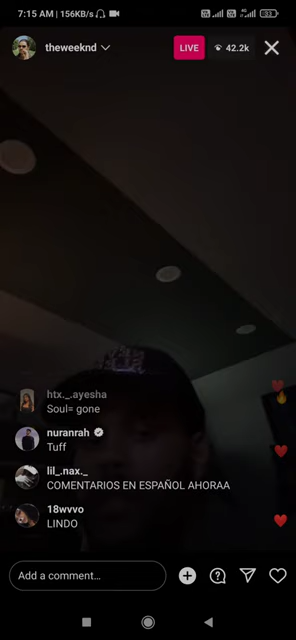 7:15 AM | 156KB/s
theweeknd
LIVE
42.2k
htx._.ayesha
Soul= gone
nuranrah
Tuff
lil_.nax._
COMENTARIOS EN ESPAÑOL AHORAA
18wvvo
LINDO
Add a comment...